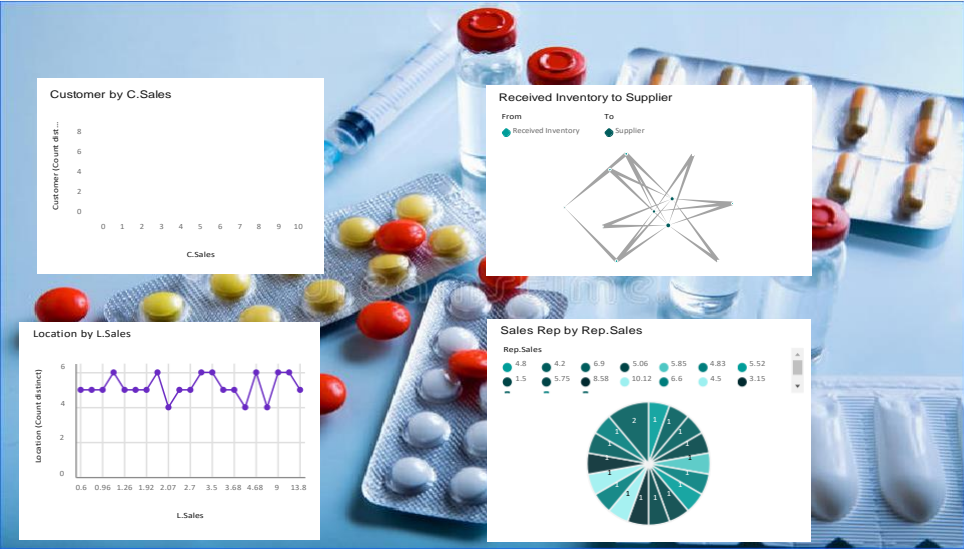 Customer by C.Sales
Customer (Count dist...
8
6
4
2
0
0 1 2 3 4 5 6 7 8 9 10
C.Sales
Received Inventory to Supplier
From To
Received Inventory Supplier
Location by L.Sales
Location (Count distinct)
6
4
2
0
0.6 0.96 1.26 1.92 2.07 2.7 3.5 3.68 4.68 9 13.8
L.Sales
Sales Rep by Rep.Sales
Rep.Sales
4.8 4.2 6.9 5.06 5.85 4.83 5.52
1.5 5.75 8.58 10.12 6.6 4.5 3.15
2 1 1
1 1
1 1
1 1
1 1
1 1
1 1 1